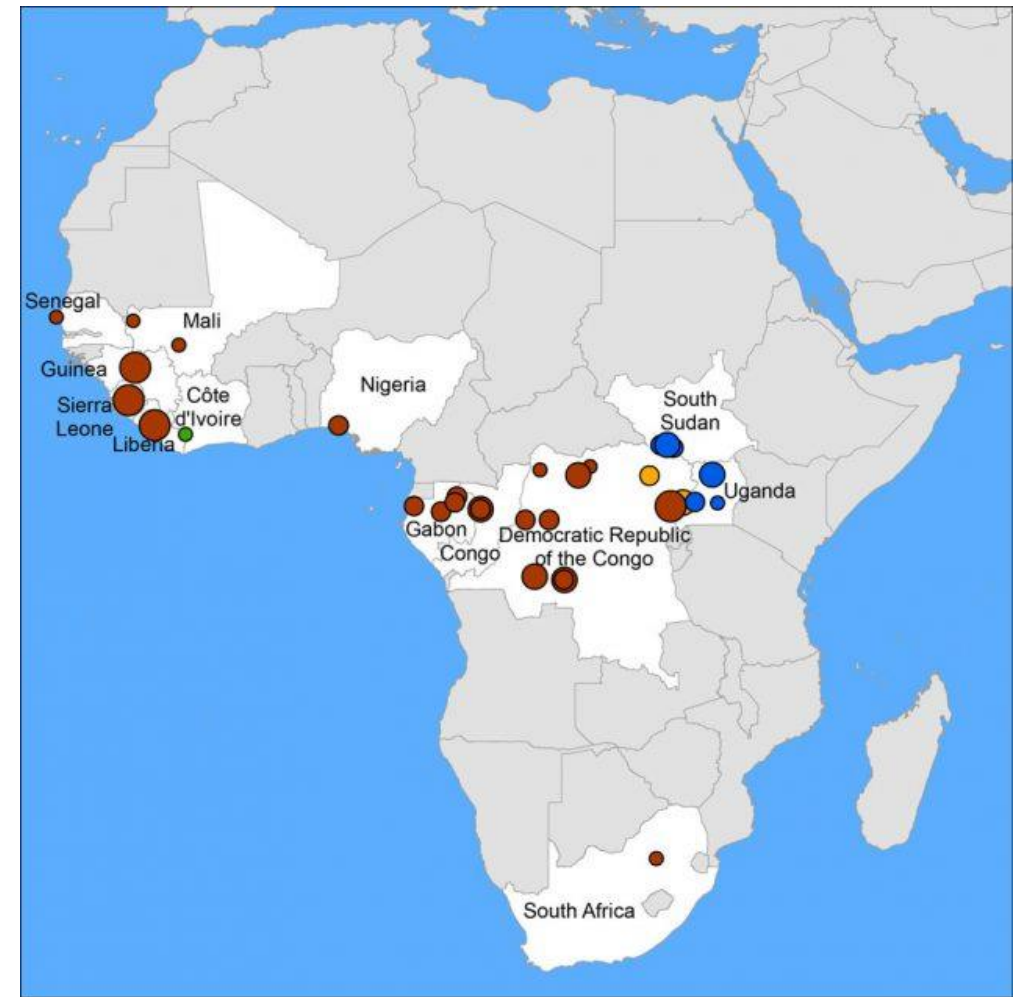 Senegal
Mali
Guinea
Sierra
Leone
Liberia
Côte
d'Ivoire
Nigeria
South
Sudan
Uganda
Gabon
Congo
Democratic Republic
of the Congo
South Africa